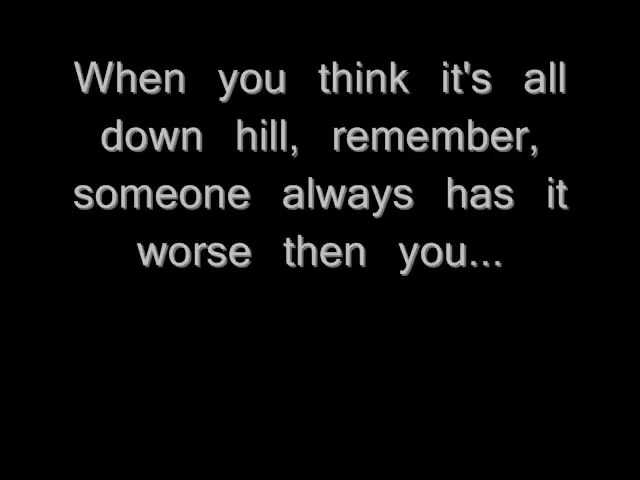 When you think it's all
down hill, remember,
someone always has it
worse then you...